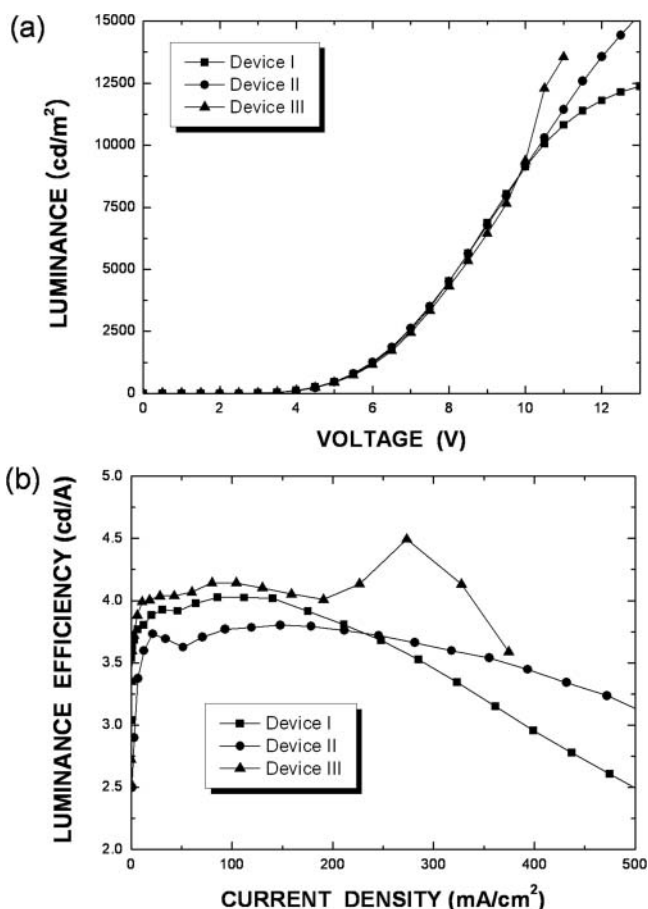 (a)
15000
12500
10000
7500
5000
2500
0
LUMINANCE (cd/m²)
Device I
Device II
Device III
0 2 4 6 8 10 12
VOLTAGE (V)
(b)
5.0
4.5
4.0
3.5
3.0
2.5
2.0
LUMINANCE EFFICIENCY (cd/A)
Device I
Device II
Device III
0 100 200 300 400 500
CURRENT DENSITY (mA/cm²)